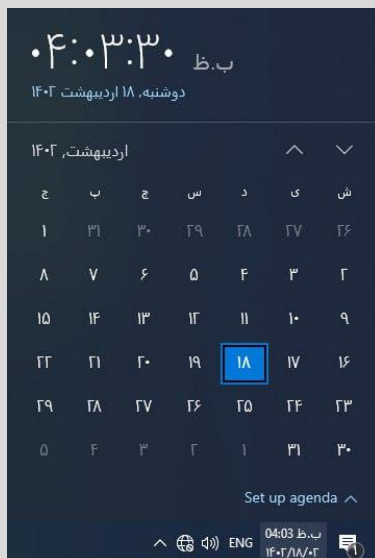 ۰۴:۰۳:۳۰ ب.ظ
دوشنبه, ۱۸ اردیبهشت ۱۴۰۲
اردیبهشت, ۱۴۰۲
ش ی د س چ پ ج
۲۶ ۲۷ ۲۸ ۲۹ ۳۰ ۳۱ ۱
۲ ۳ ۴ ۵ ۶ ۷ ۸
۹ ۱۰ ۱۱ ۱۲ ۱۳ ۱۴ ۱۵
۱۶ ۱۷ ۱۸ ۱۹ ۲۰ ۲۱ ۲۲
۲۳ ۲۴ ۲۵ ۲۶ ۲۷ ۲۸ ۲۹
۳۰ ۳۱ ۱ ۲ ۳ ۴ ۵
Set up agenda
ENG
04:03 ب.ظ
۱۴۰۲/۱۸/۰۲
۱